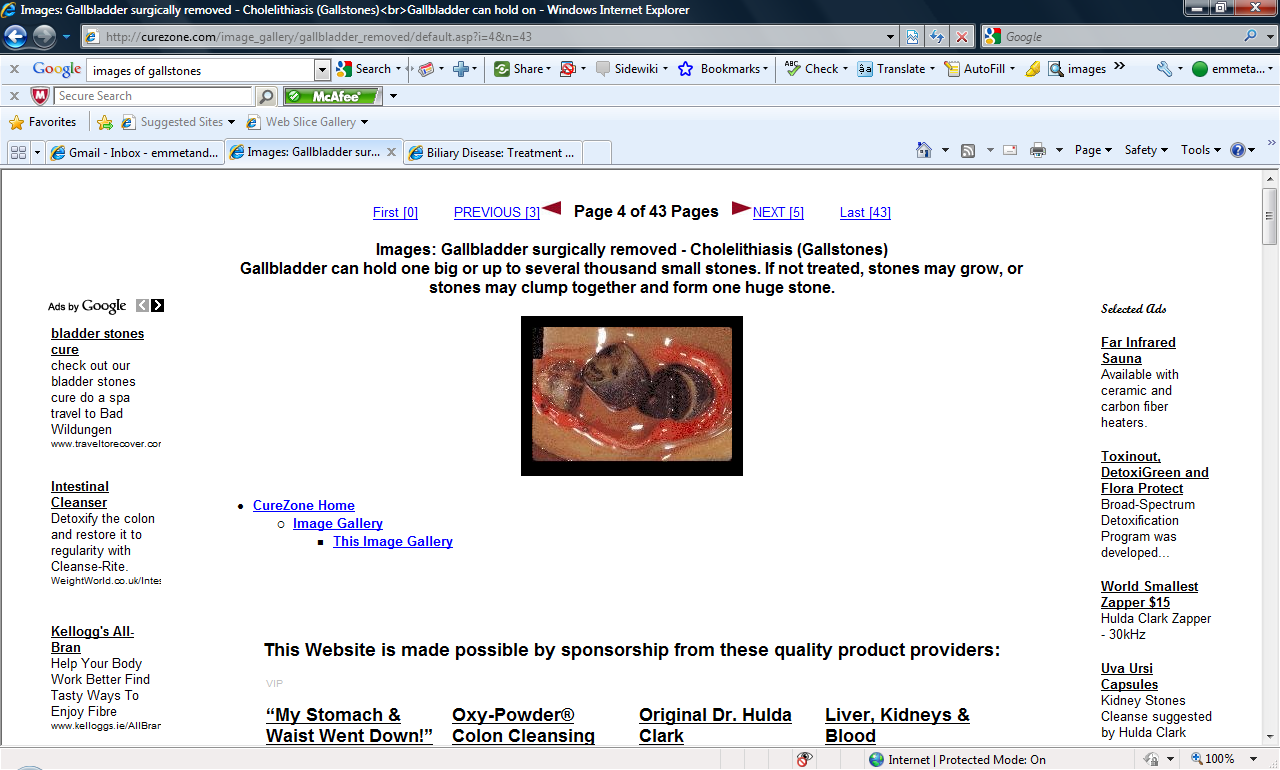 Images: Gallbladder surgically removed - Cholelithiasis (Gallstones)<br>Gallbladder can hold on - Windows Internet Explorer
http://curezone.com/image_gallery/gallbladder_removed/default.asp?i=4&n=43
Google
Google
images of gallstones
Search
Share
Sidewiki
Bookmarks
ABC
Check
Translate
AutoFill
images
emmeta...
Secure Search
McAfee
Favorites
Suggested Sites
Web Slice Gallery
Gmail - Inbox - emmetand...
Images: Gallbladder sur...
Biliary Disease: Treatment ...
Page
Safety
Tools
First [0]
PREVIOUS [3]
Page 4 of 43 Pages
NEXT [5]
Last [43]
Images: Gallbladder surgically removed - Cholelithiasis (Gallstones)
Gallbladder can hold one big or up to several thousand small stones. If not treated, stones may grow, or
stones may clump together and form one huge stone.
Ads by Google
bladder stones
cure
check out our
bladder stones
cure do a spa
travel to Bad
Wildungen
www.traveltorecover.cor
Intestinal
Cleanser
Detoxify the colon
and restore it to
regularity with
Cleanse-Rite.
WeightWorld.co.uk/Intes
Kellogg's All-
Bran
Help Your Body
Work Better Find
Tasty Ways To
Enjoy Fibre
www.kelloggs.ie/AllBrar
CureZone Home
Image Gallery
This Image Gallery
Selected Ads
Far Infrared
Sauna
Available with
ceramic and
carbon fiber
heaters.
Toxinout,
DetoxiGreen and
Flora Protect
Broad-Spectrum
Detoxification
Program was
developed...
World Smallest
Zapper $15
Hulda Clark Zapper
- 30kHz
Uva Ursi
Capsules
Kidney Stones
Cleanse suggested
by Hulda Clark
This Website is made possible by sponsorship from these quality product providers:
VIP
“My Stomach &
Waist Went Down!”
Oxy-Powder®
Colon Cleansing
Original Dr. Hulda
Clark
Liver, Kidneys &
Blood
Internet | Protected Mode: On
100%